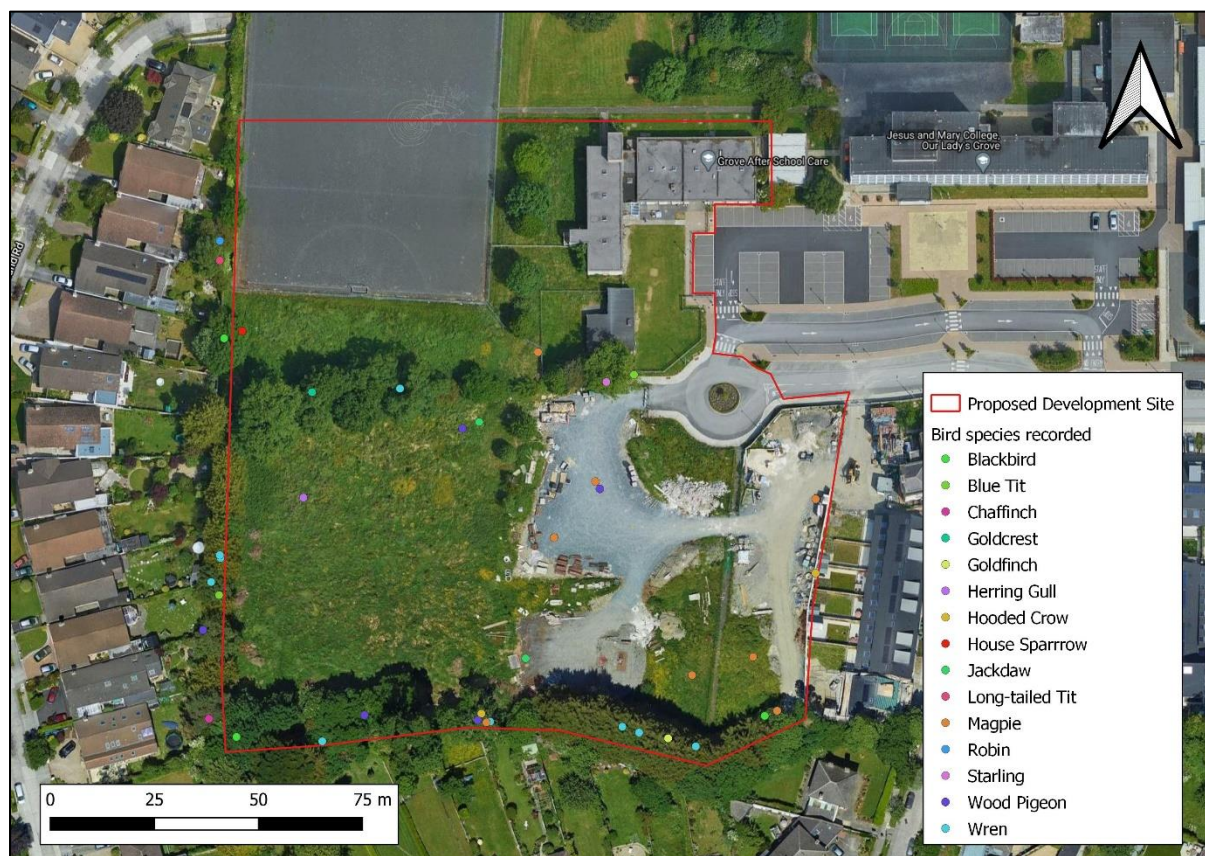 Jesus and Mary College,
Our Lady's Grove
Grove After School Care
Proposed Development Site
Bird species recorded
Blackbird
Blue Tit
Chaffinch
Goldcrest
Goldfinch
Herring Gull
Hooded Crow
House Sparrrow
Jackdaw
Long-tailed Tit
Magpie
Robin
Starling
Wood Pigeon
Wren
0 25 50 75 m